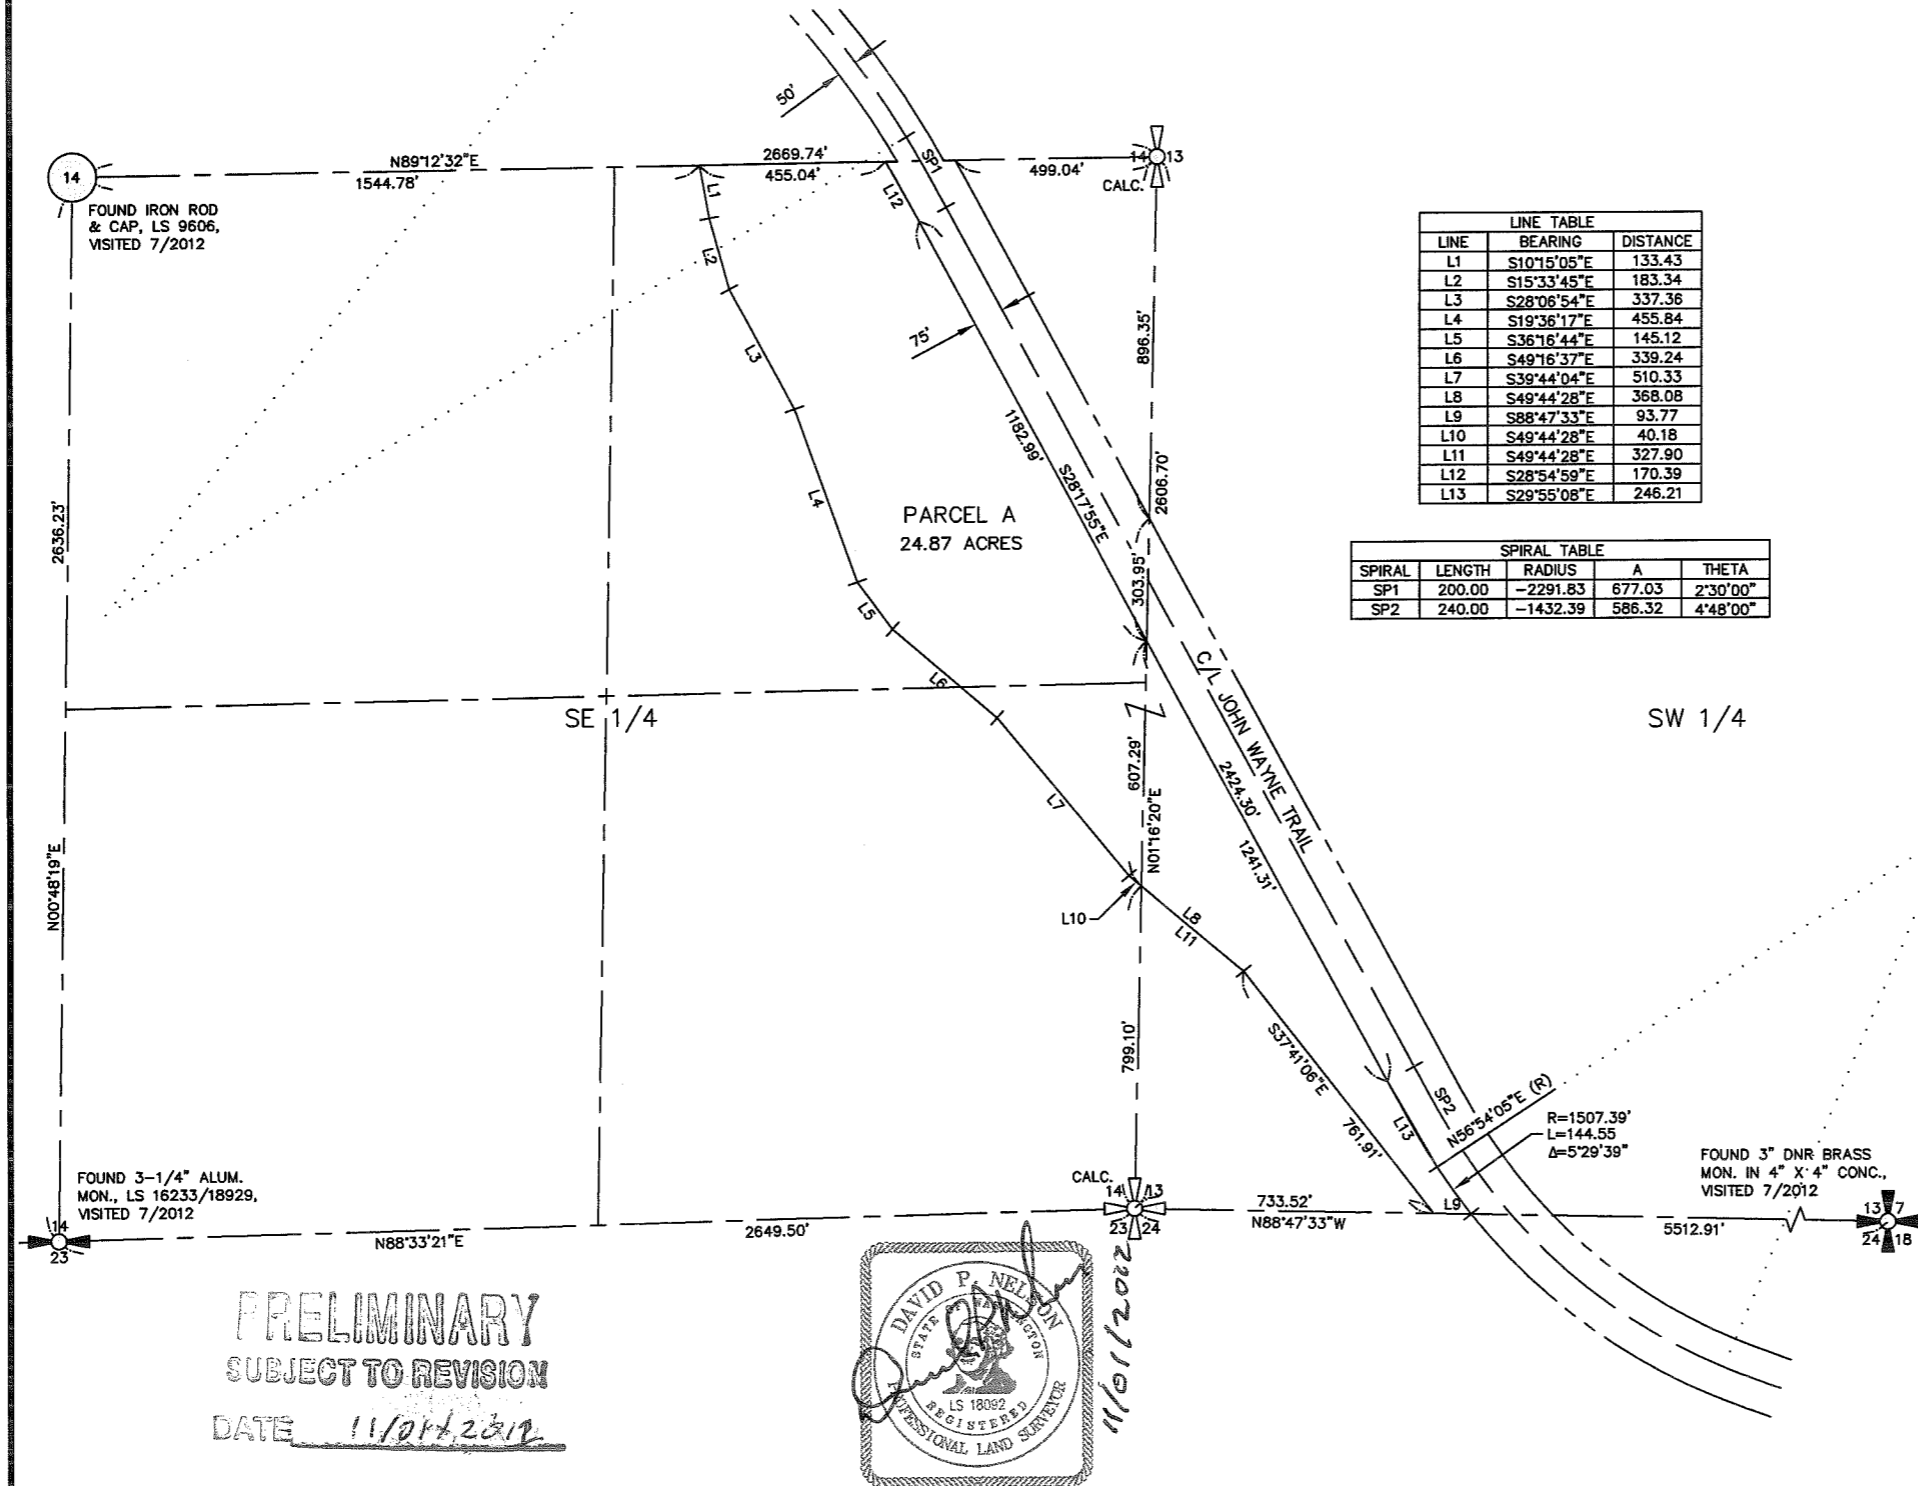 50'
N89°12'32"E
1544.78'
2669.74'
455.04'
499.04'
14
14 13
CALC.
FOUND IRON ROD
& CAP, LS 9606,
VISITED 7/2012
SP1
L1
L12
L2
75'
L3
896.35'
1182.99'
S28°17'55"E
2606.70'
2636.23'
L4
PARCEL A
24.87 ACRES
303.95'
LINE TABLE
LINE BEARING DISTANCE
L1 S10°15'05"E 133.43
L2 S15°33'45"E 183.34
L3 S28°06'54"E 337.36
L4 S19°36'17"E 455.84
L5 S36°16'44"E 145.12
L6 S49°16'37"E 339.24
L7 S39°44'04"E 510.33
L8 S49°44'28"E 368.08
L9 S88°47'33"E 93.77
L10 S49°44'28"E 40.18
L11 S49°44'28"E 327.90
L12 S28°54'59"E 170.39
L13 S29°55'08"E 246.21
SPIRAL TABLE
SPIRAL LENGTH RADIUS A THETA
SP1 200.00 -2291.83 677.03 2°30'00"
SP2 240.00 -1432.39 586.32 4°48'00"
L5
L6
SE 1/4
SW 1/4
C/L JOHN WAYNE TRAIL
607.29'
N01°16'20"E
2424.30'
1241.31'
L7
N00°48'19"E
L10
L8
L11
799.10'
S37°41'06"E
761.91'
SP2
L13
N56°54'05"E (R)
R=1507.39'
L=144.55
Δ=5°29'39"
FOUND 3" DNR BRASS
MON. IN 4" X 4" CONC.,
VISITED 7/2012
FOUND 3-1/4" ALUM.
MON., LS 16233/18929,
VISITED 7/2012
14
23
CALC.
14 13
23 24
733.52'
N88°47'33"W
L9
5512.91'
13 7
24 18
N88°33'21"E
2649.50'
PRELIMINARY
SUBJECT TO REVISION
DATE 11/01/2012
DAVID P. NELSON
STATE OF WASHINGTON
LS 18092
REGISTERED
PROFESSIONAL LAND SURVEYOR
11/01/2022